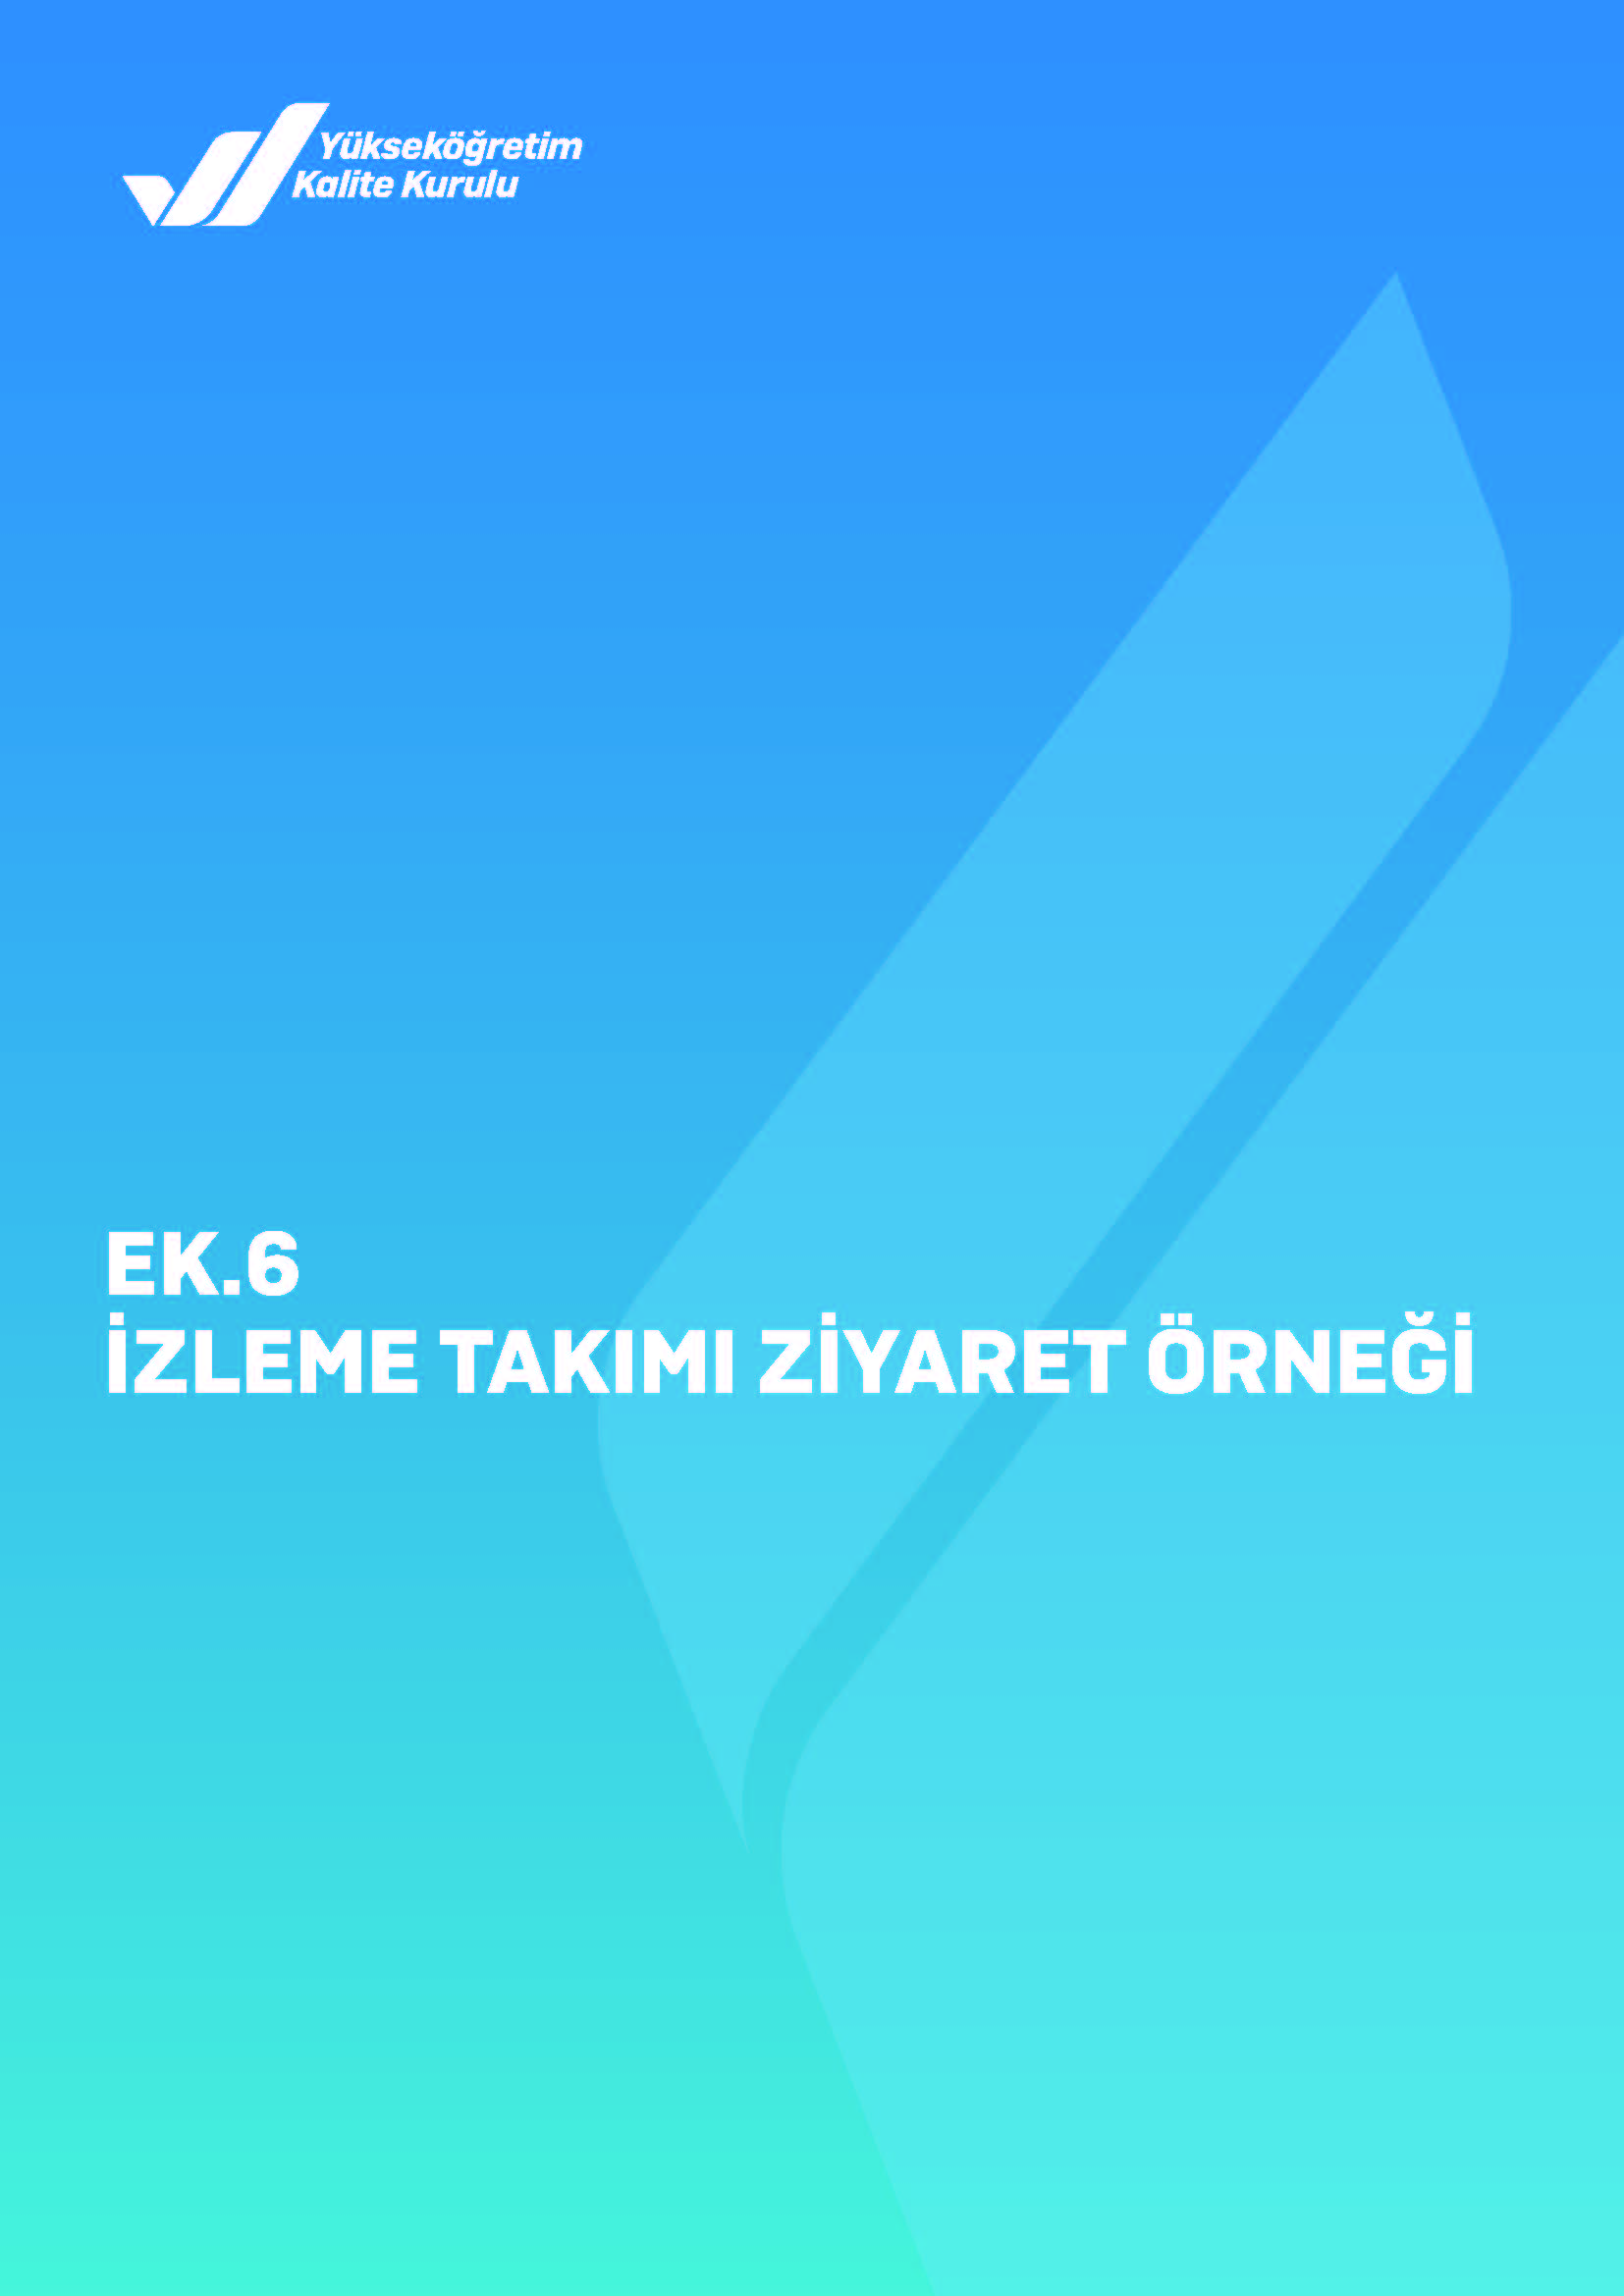 Yükseköğretim
Kalite Kurulu
EK.6
İZLEME TAKIMI ZİYARET ÖRNEĞİ